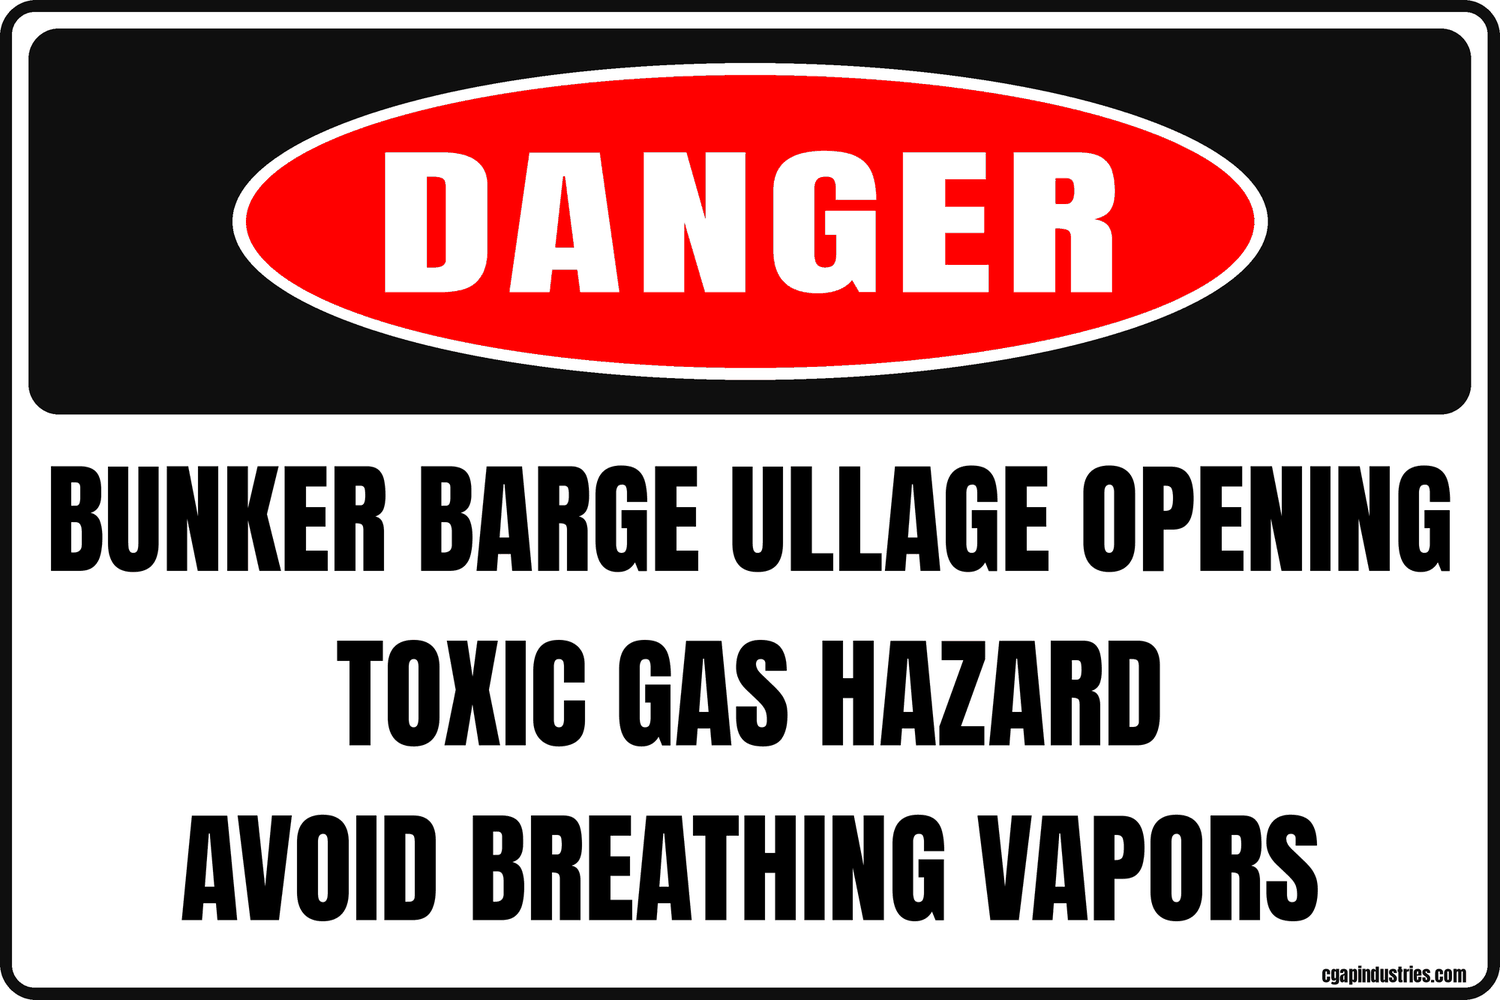 DANGER
BUNKER BARGE ULLAGE OPENING
TOXIC GAS HAZARD
AVOID BREATHING VAPORS
cgapindustries.com